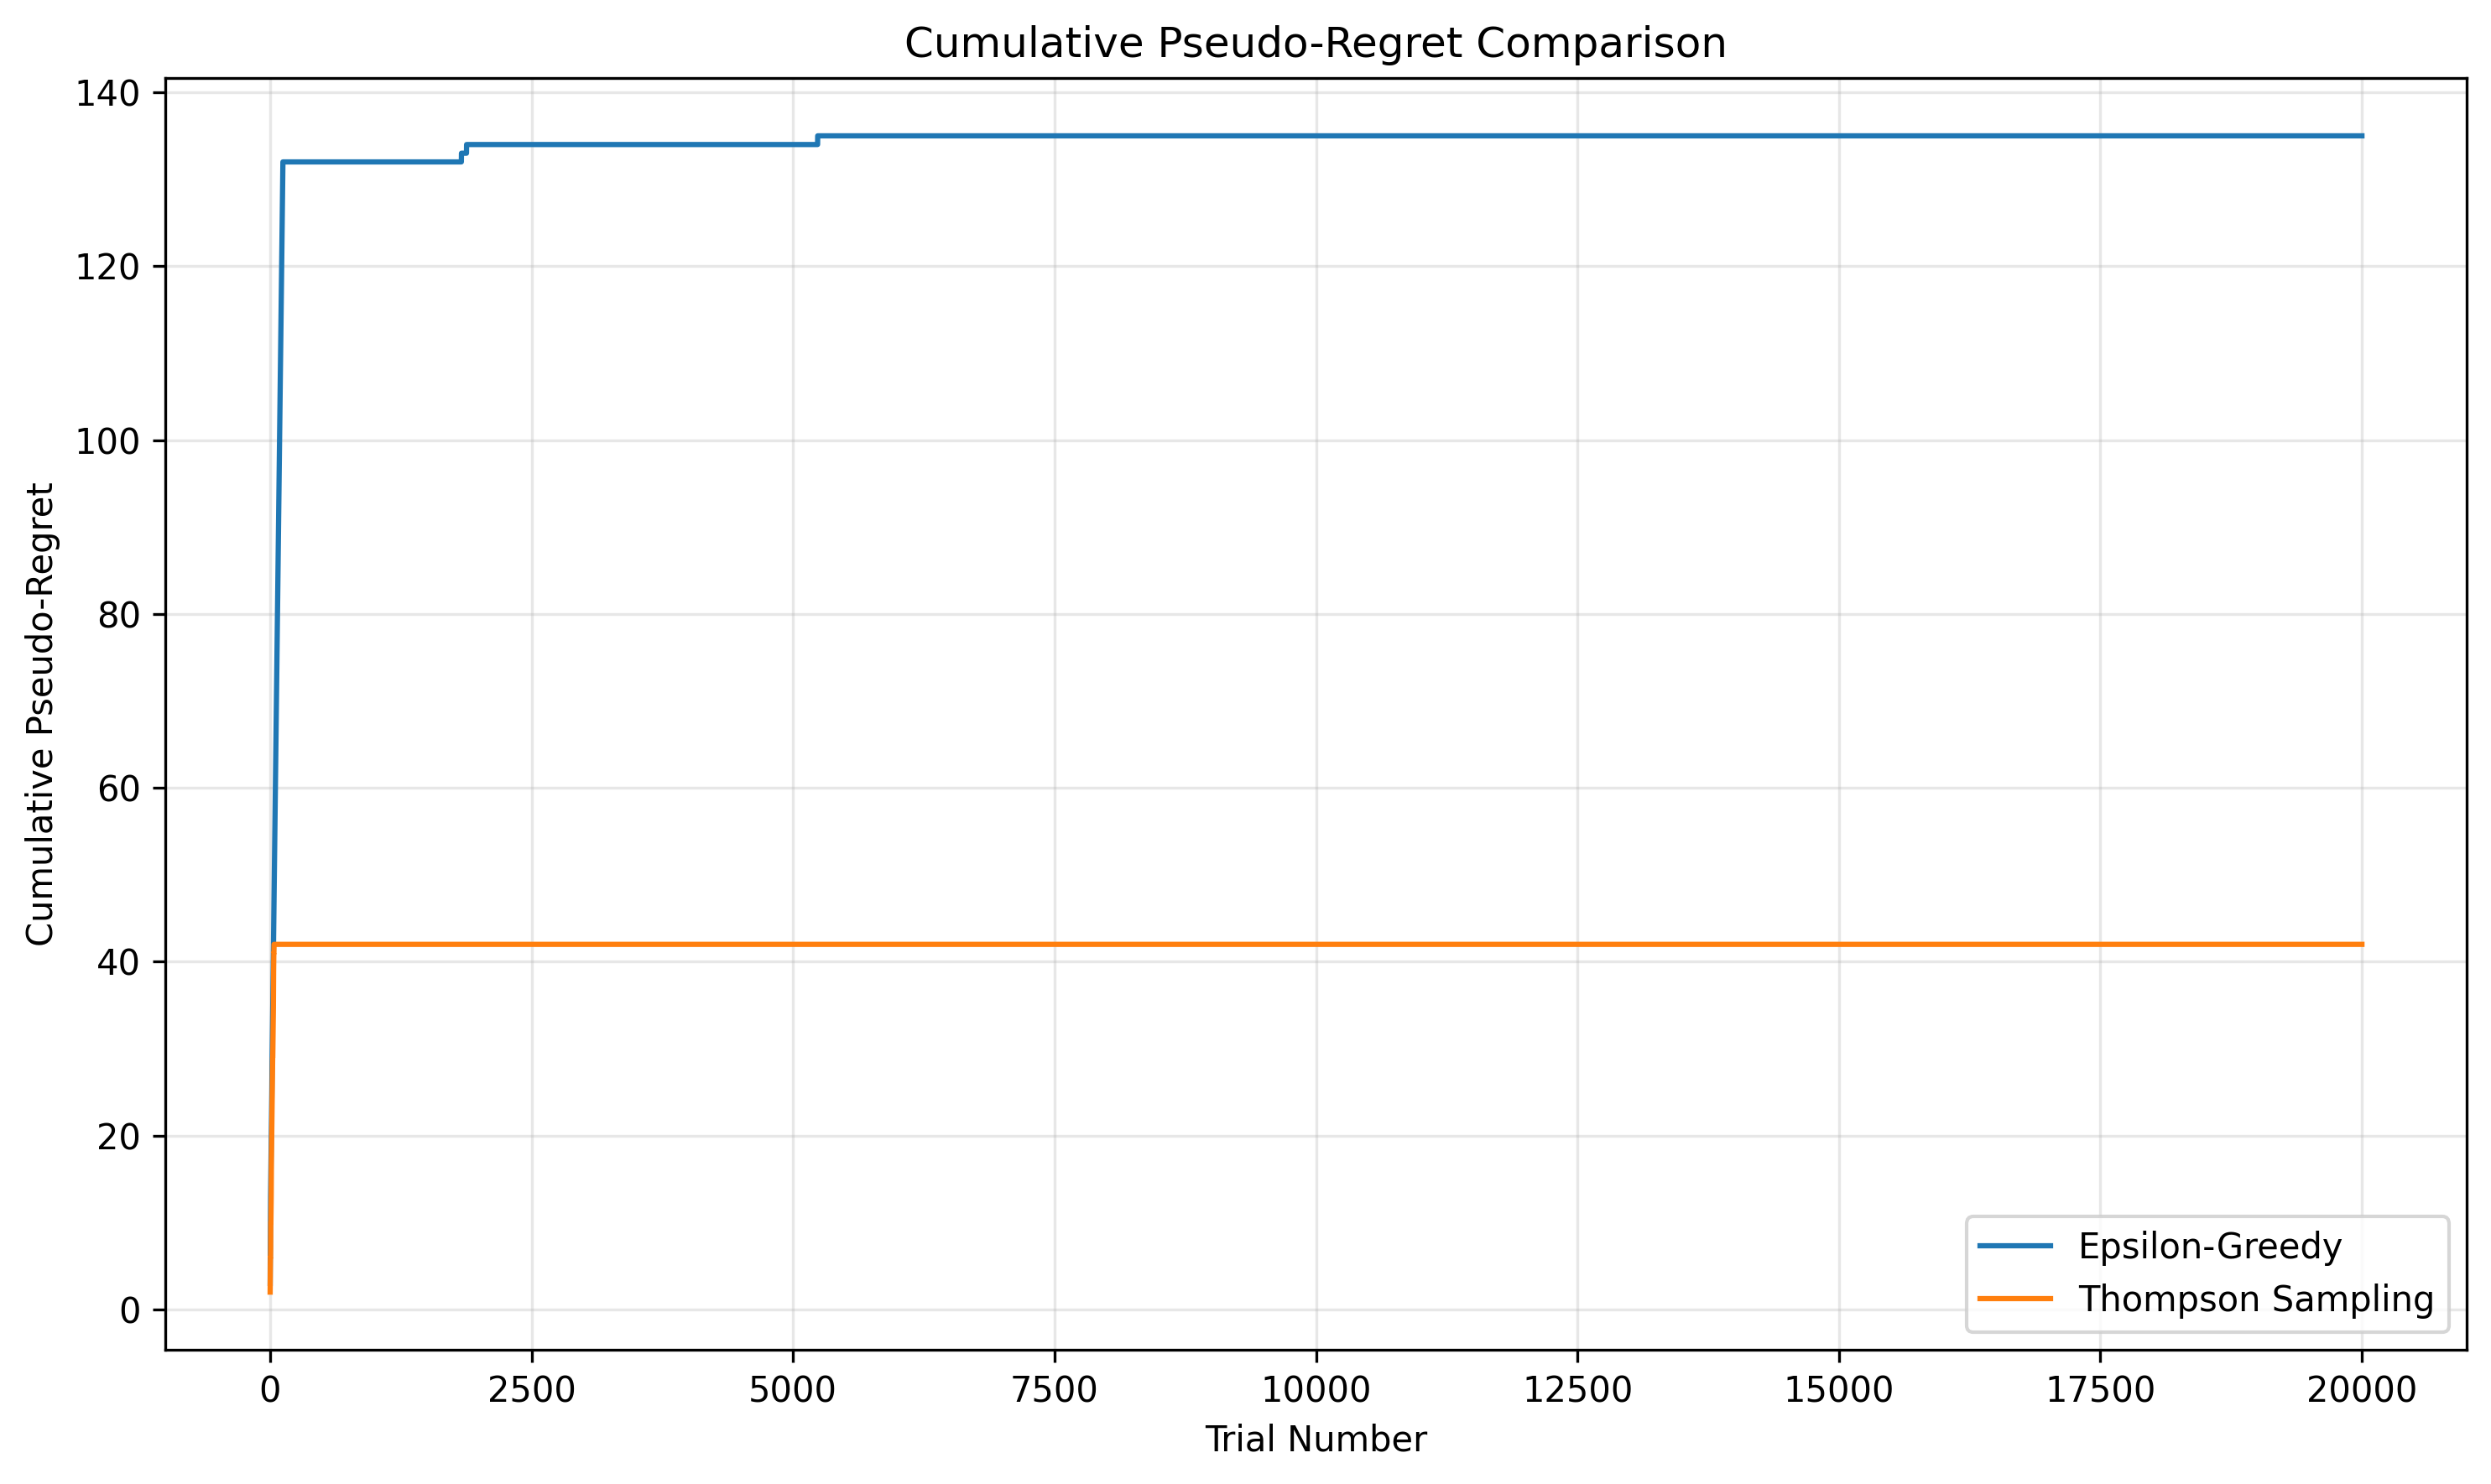 Cumulative Pseudo-Regret Comparison
Cumulative Pseudo-Regret
140
120
100
80
60
40
20
0
0 2500 5000 7500 10000 12500 15000 17500 20000
Trial Number
Epsilon-Greedy
Thompson Sampling